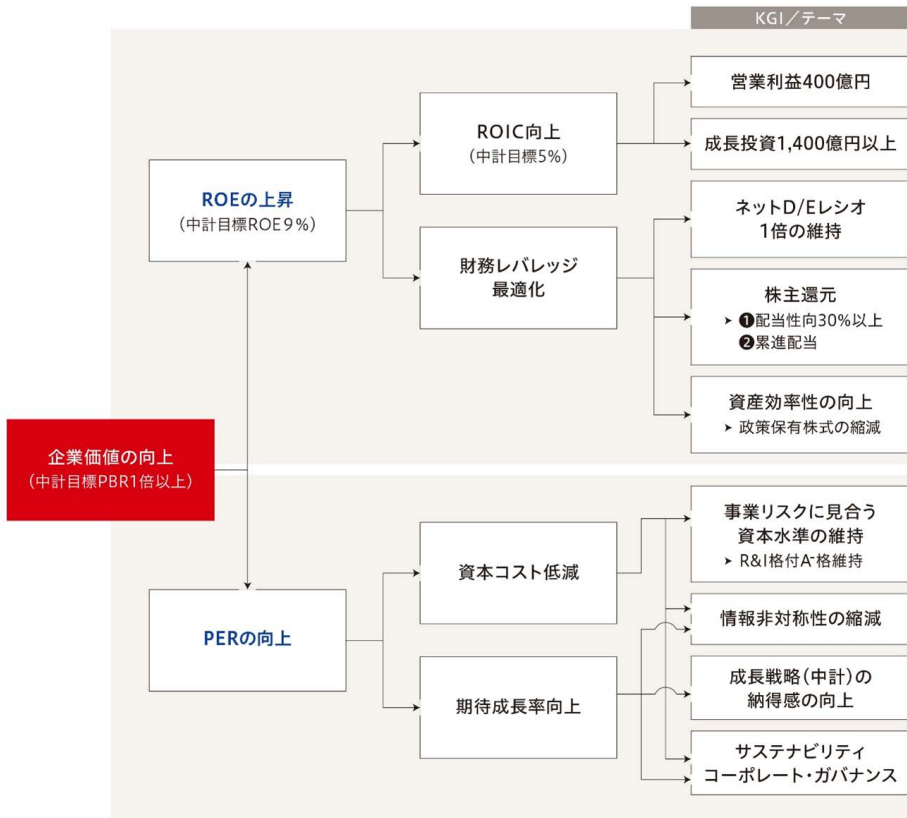 KGI／テーマ
営業利益400億円
ROIC向上
（中計目標5%）
成長投資1,400億円以上
ROEの上昇
（中計目標ROE9%）
ネットD/Eレシオ
1倍の維持
財務レバレッジ
最適化
株主還元
➤ ❶配当性向30%以上
❷累進配当
資産効率性の向上
➤ 政策保有株式の縮減
企業価値の向上
（中計目標PBR1倍以上）
事業リスクに見合う
資本水準の維持
➤ R&I格付A⁻格維持
資本コスト低減
情報非対称性の縮減
PERの向上
成長戦略（中計）の
納得感の向上
期待成長率向上
サステナビリティ
コーポレート・ガバナンス